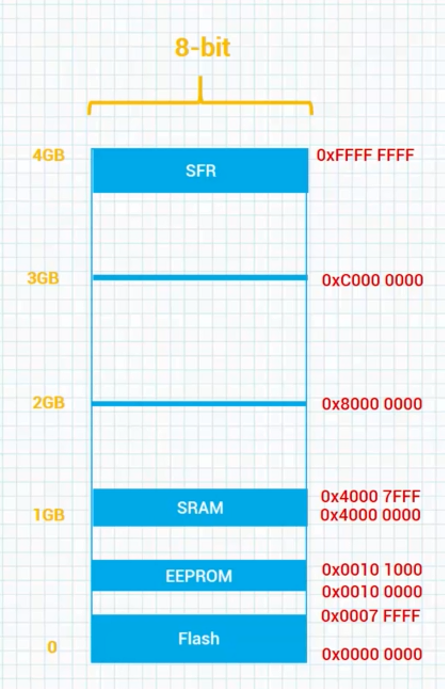 8-bit
4GB
SFR
0xFFFF FFFF
3GB
0xC000 0000
2GB
0x8000 0000
0x4000 7FFF
SRAM
1GB
0x4000 0000
0x0010 1000
EEPROM
0x0010 0000
0x0007 FFFF
Flash
0
0x0000 0000